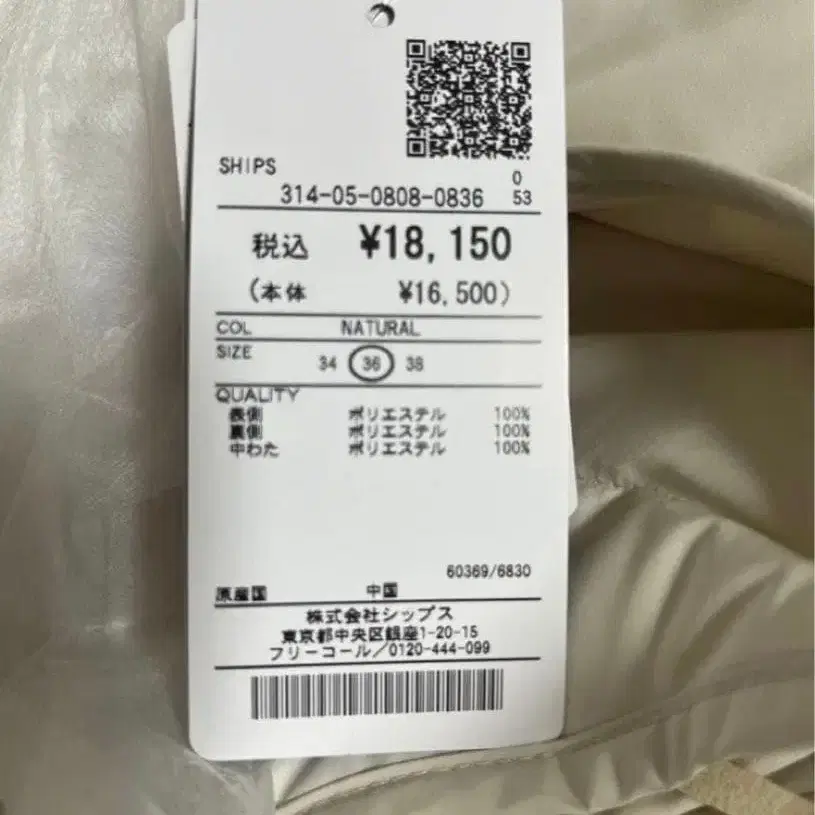 SHIPS
0
314-05-0808-0836 53
税込 ¥18,150
(本体 ¥16,500)
COL NATURAL
SIZE 34 36 38
QUALITY
表側 ポリエステル 100%
裏側 ポリエステル 100%
中わた ポリエステル 100%
60369/6830
原産国 中国
株式会社シップス
東京都中央区銀座1-20-15
フリーコール／0120-444-099